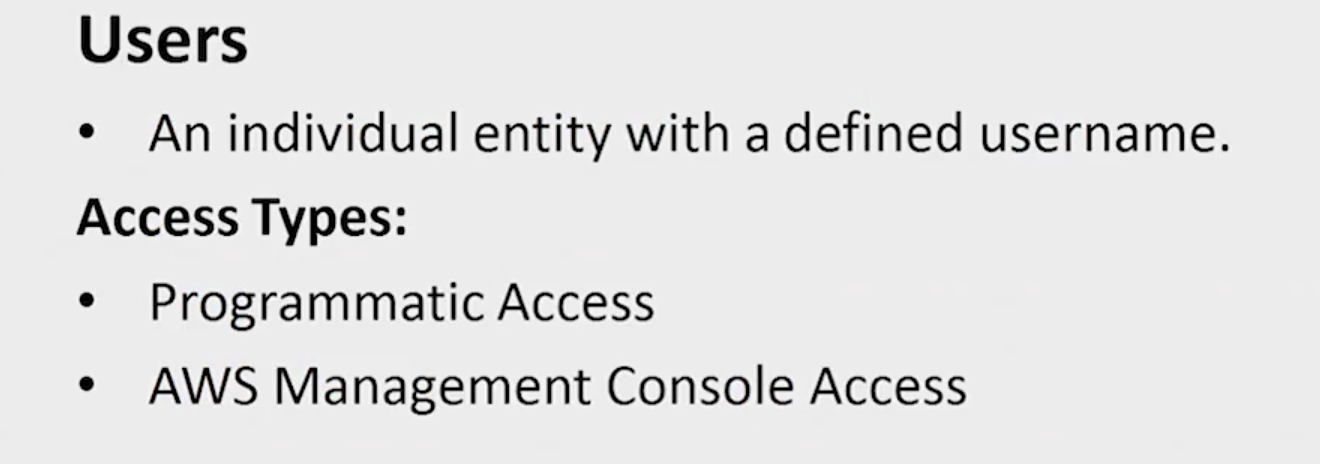 Users
• An individual entity with a defined username.
Access Types:
• Programmatic Access
• AWS Management Console Access